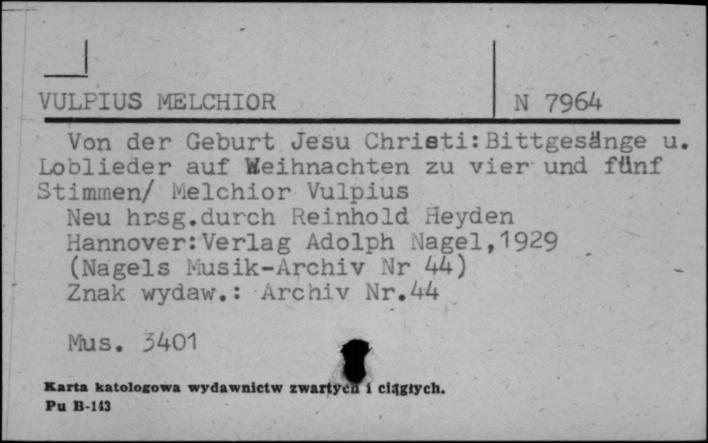 VULPIUS MELCHIOR N 7964
Von der Geburt Jesu Christi:Bittgesänge u.
Loblieder auf Weihnachten zu vier und fünf
Stimmen/ Melchior Vulpius
Neu hrsg.durch Reinhold Heyden
Hannover:Verlag Adolph Nagel,1929
(Nagels Musik-Archiv Nr 44)
Znak wydaw.: Archiv Nr.44
Mus. 3401
Karta katologowa wydawnictw zwartych i ciągłych.
Pu B-143